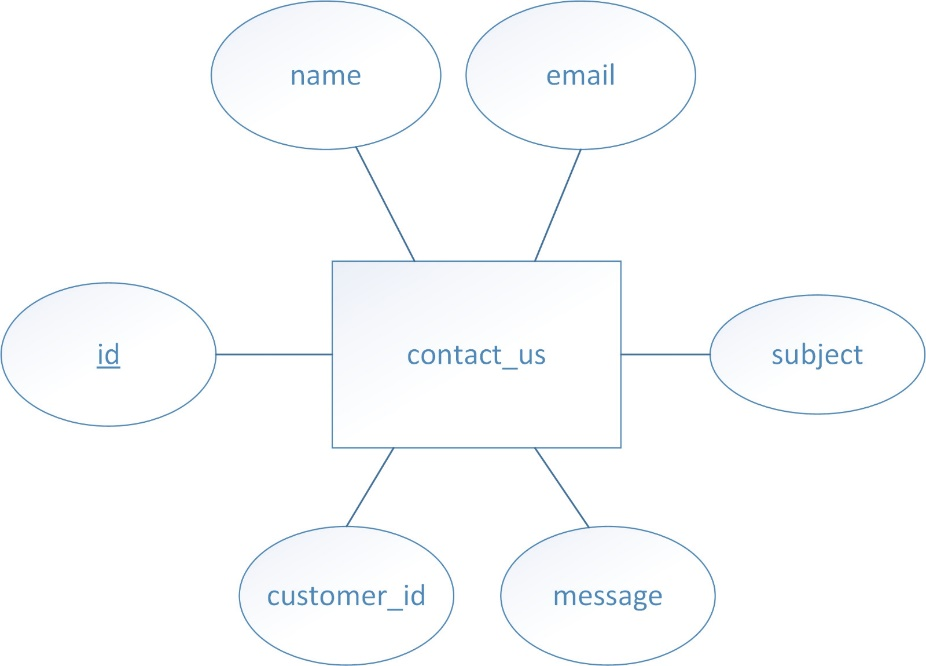 name
email
id
contact_us
subject
customer_id
message